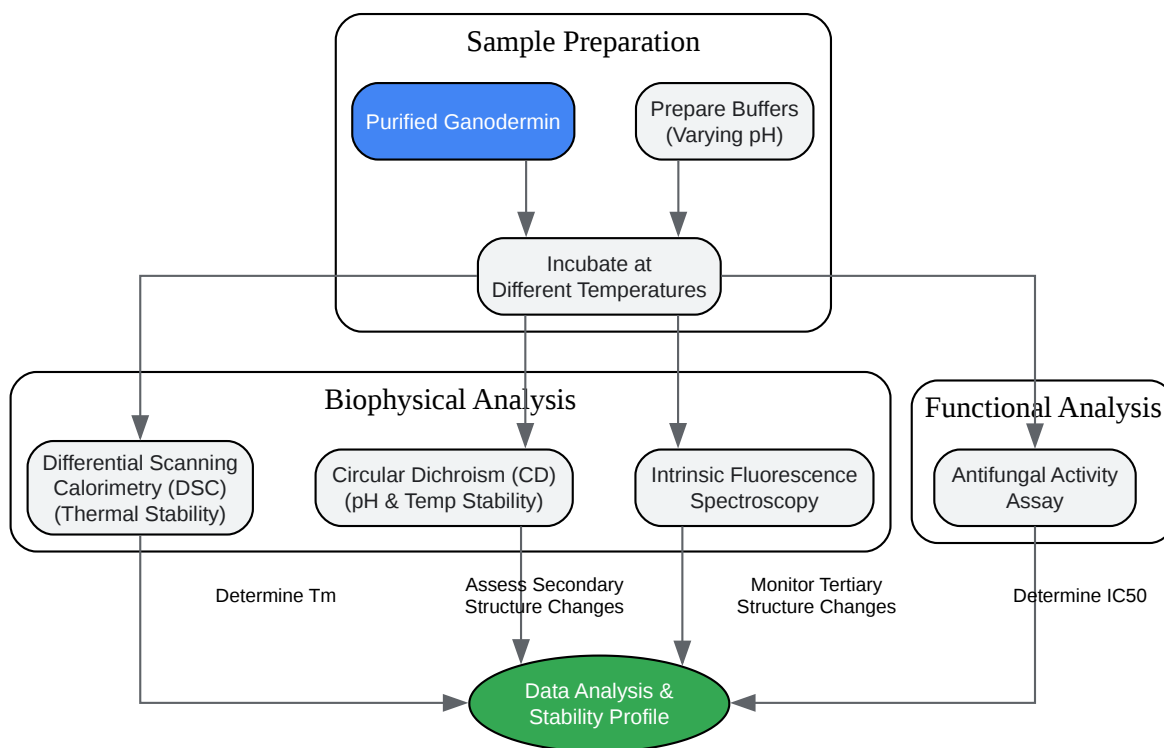 Sample Preparation
Purified Ganodermin
Prepare Buffers
(Varying pH)
Incubate at
Different Temperatures
Biophysical Analysis
Functional Analysis
Differential Scanning
Calorimetry (DSC)
(Thermal Stability)
Circular Dichroism (CD)
(pH & Temp Stability)
Intrinsic Fluorescence
Spectroscopy
Antifungal Activity
Assay
Determine Tm
Assess Secondary
Structure Changes
Monitor Tertiary
Structure Changes
Determine IC50
Data Analysis &
Stability Profile